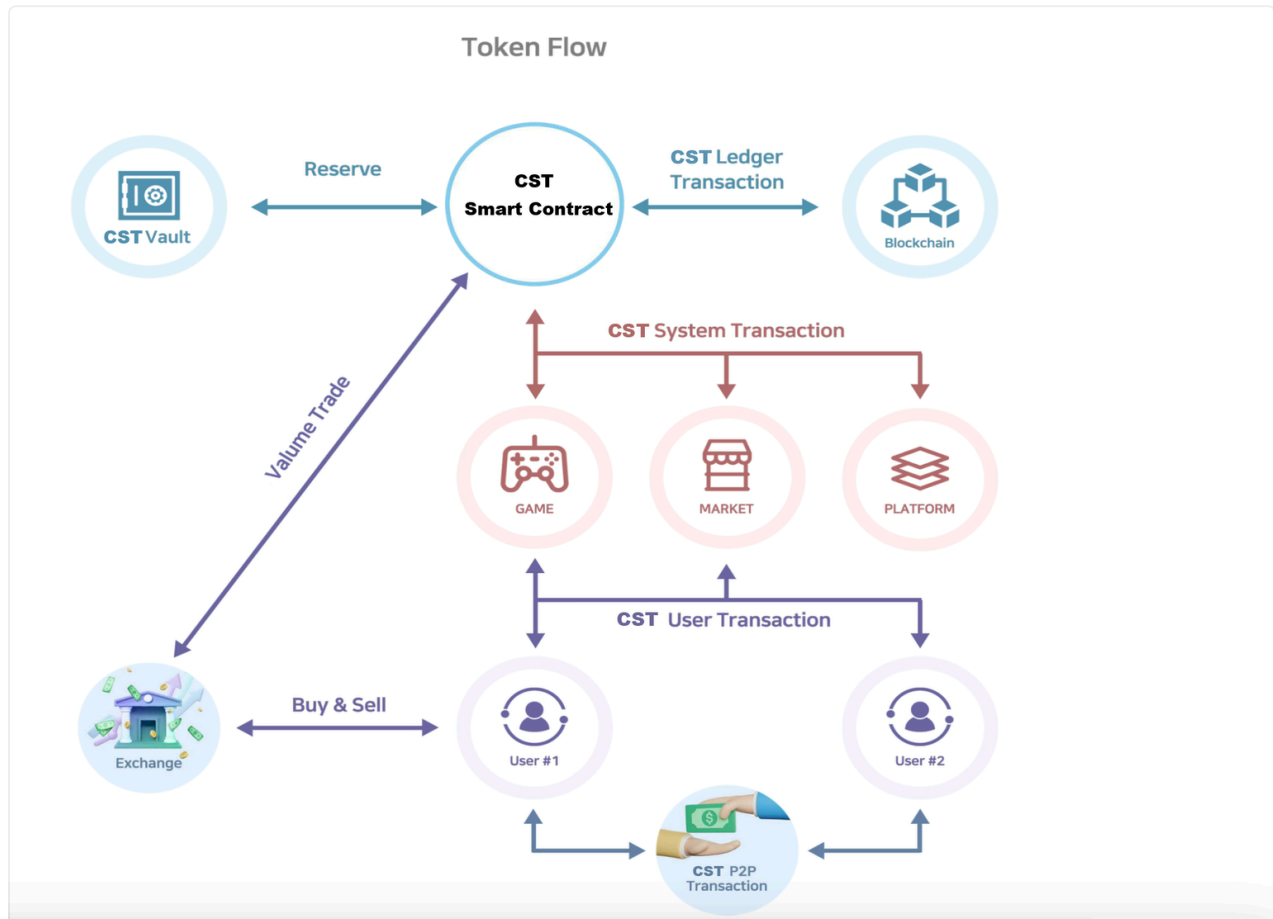 Token Flow
Reserve
CST Ledger
Transaction
CST
Smart Contract
CST Vault
Blockchain
CST System Transaction
Valume Trade
GAME
MARKET
PLATFORM
CST User Transaction
Buy & Sell
Exchange
User #1
User #2
CST P2P
Transaction